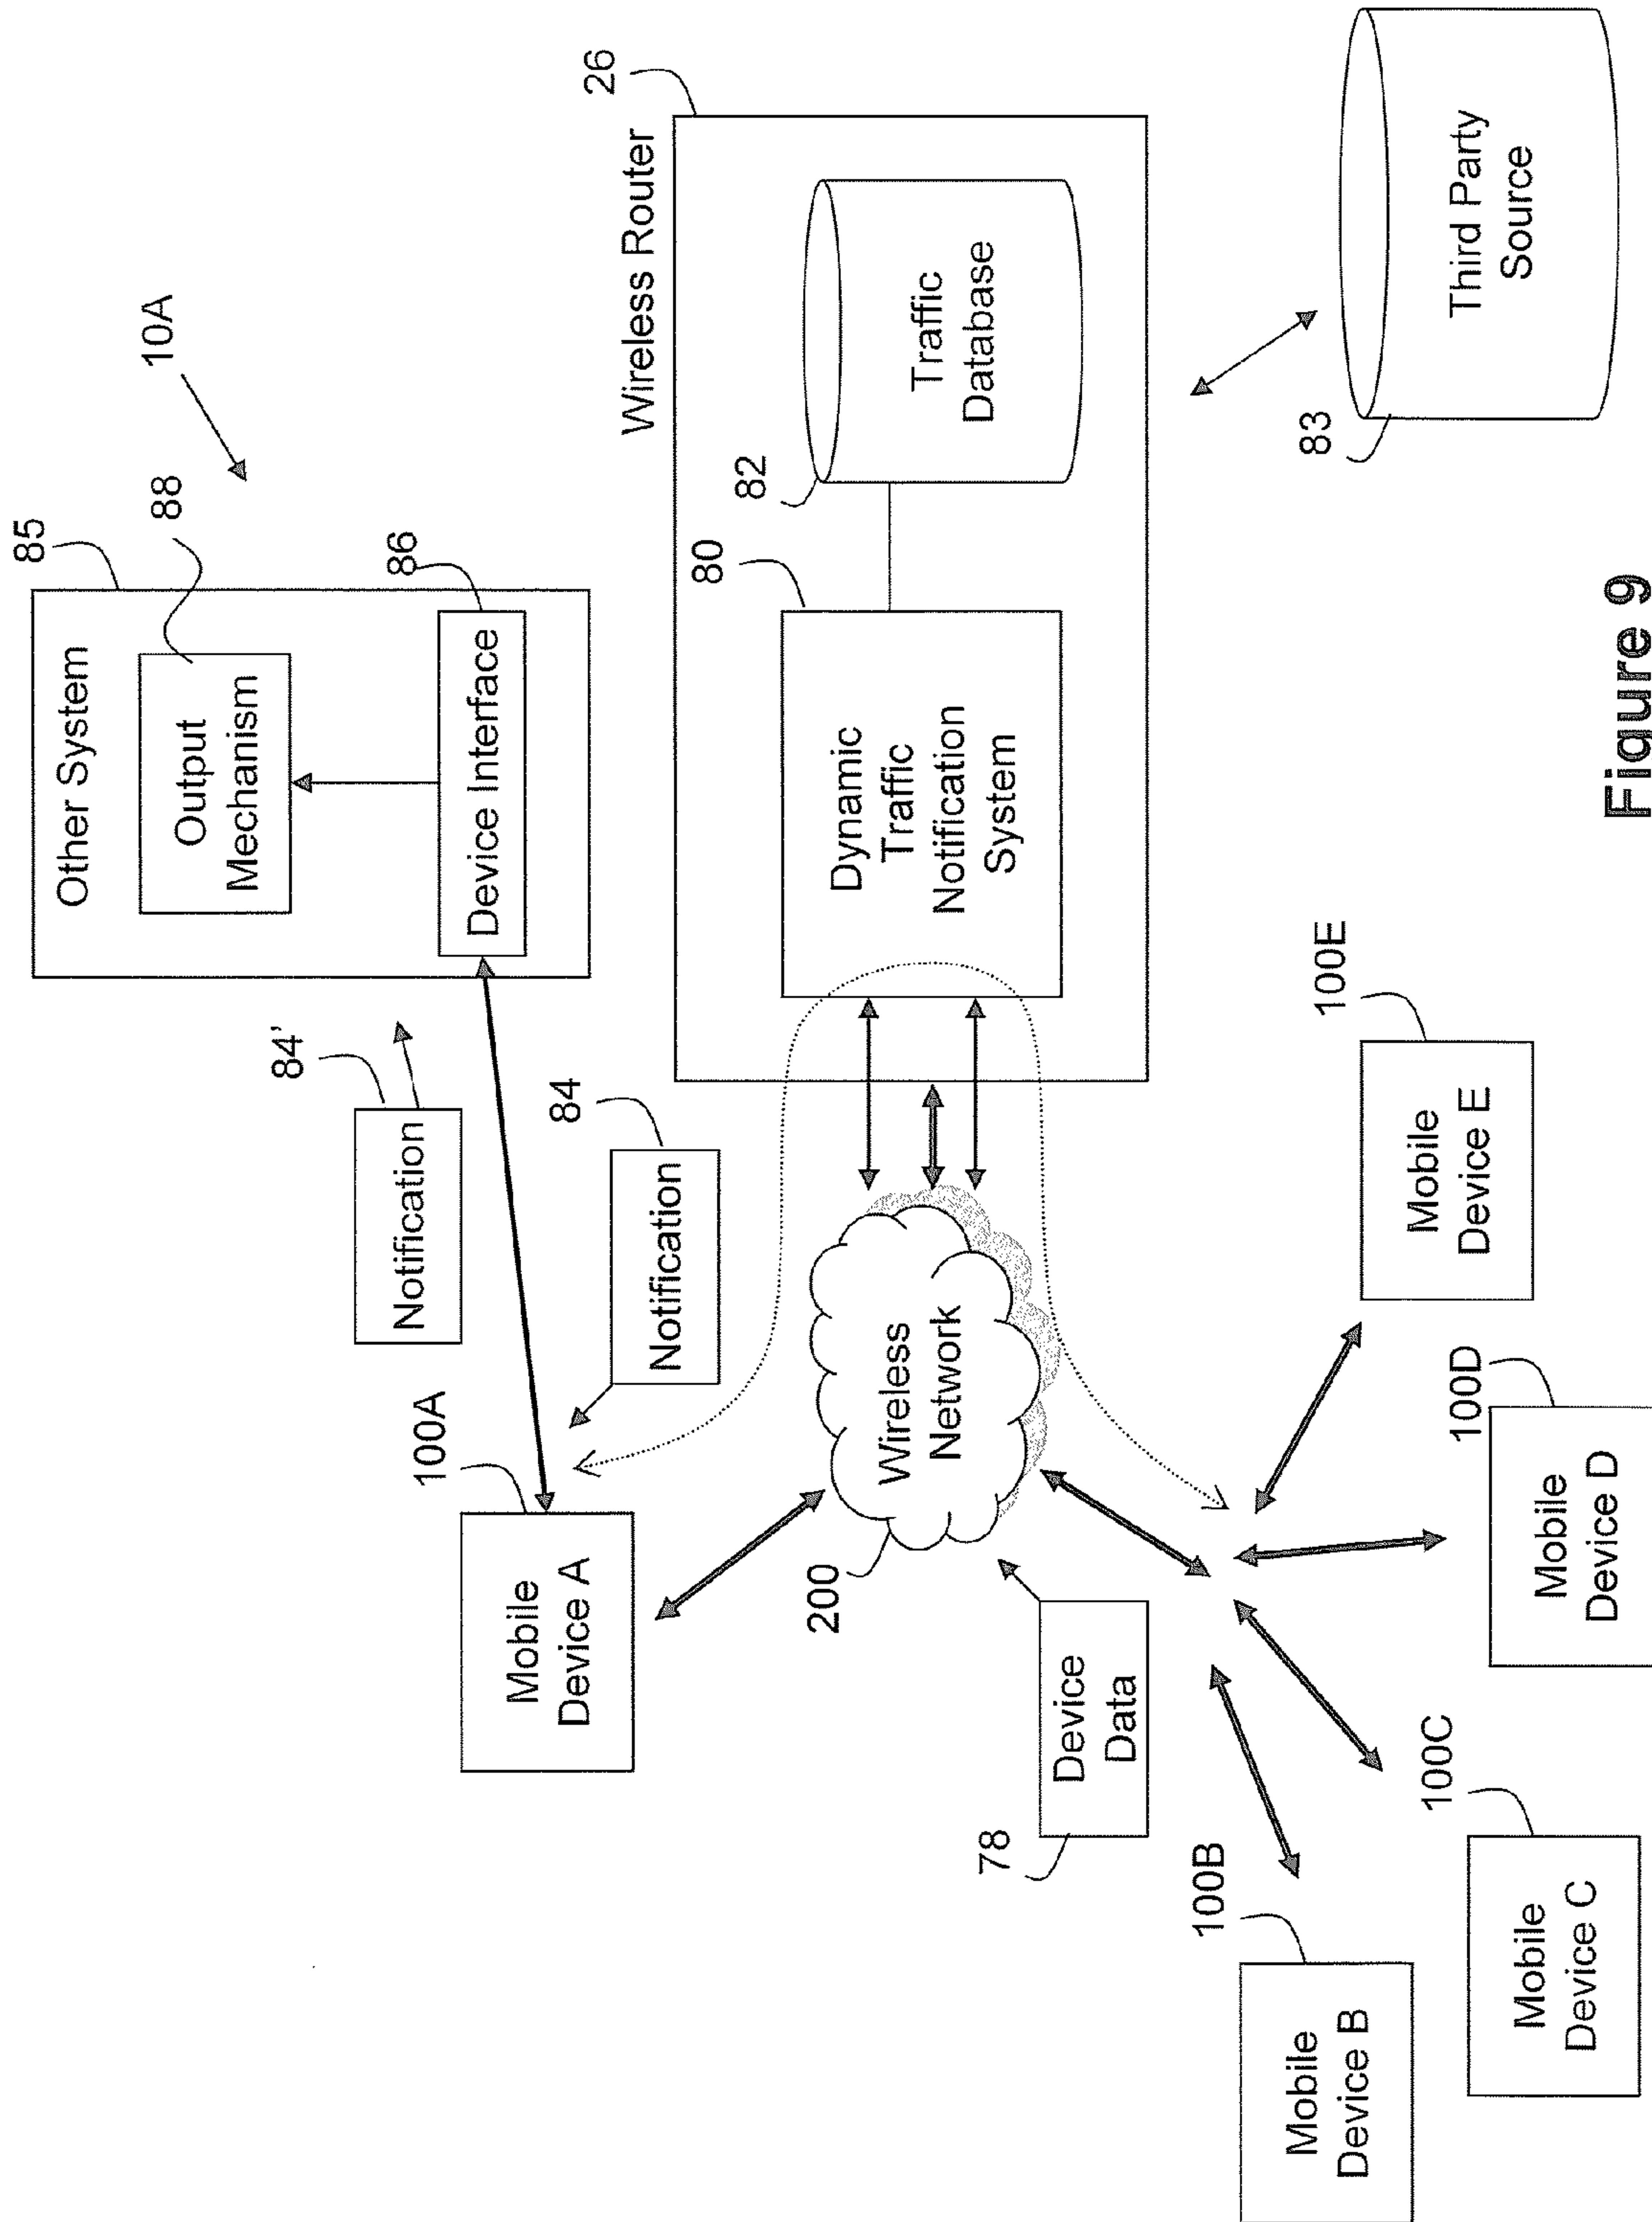 10A
85
Other System
88
Output
Mechanism
86
Device Interface
84’
Notification
84
Notification
100A
Mobile
Device A
26
Wireless Router
80
Dynamic
Traffic
Notification
System
82
Traffic
Database
Wireless
Network
200
Device
Data
78
83
Third Party
Source
100B
Mobile
Device B
100C
Mobile
Device C
100D
Mobile
Device D
100E
Mobile
Device E
Figure 9